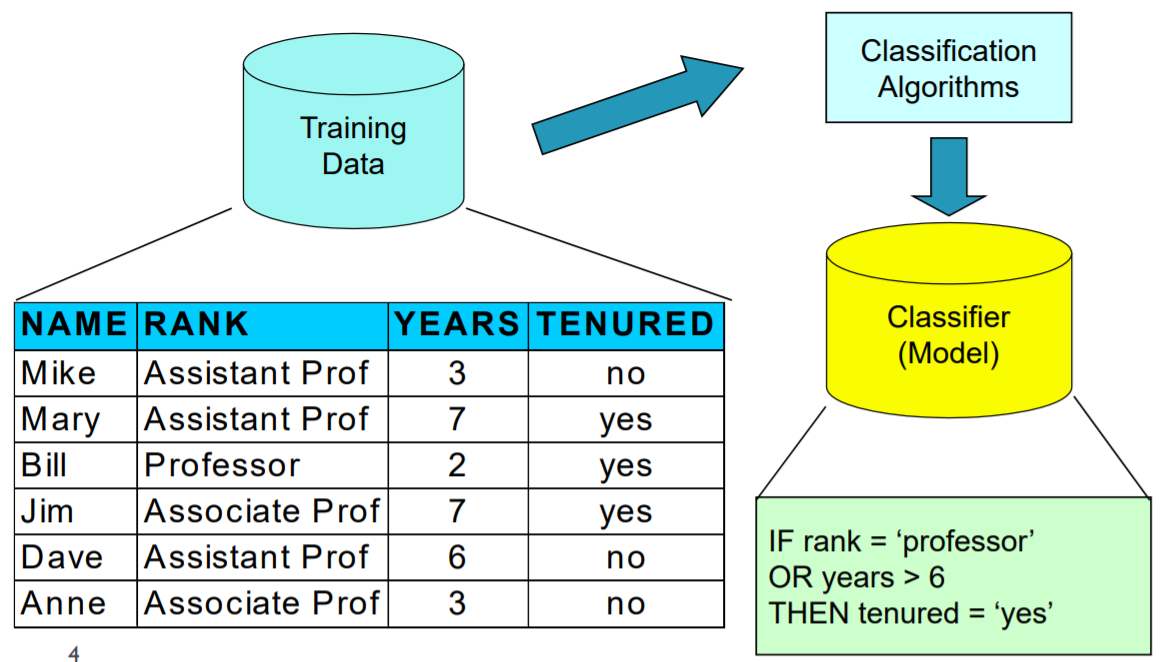 Training
Data
Classification
Algorithms
Classifier
(Model)
NAME RANK YEARS TENURED
Mike Assistant Prof 3 no
Mary Assistant Prof 7 yes
Bill Professor 2 yes
Jim Associate Prof 7 yes
Dave Assistant Prof 6 no
Anne Associate Prof 3 no
IF rank = ‘professor’
OR years > 6
THEN tenured = ‘yes’
4